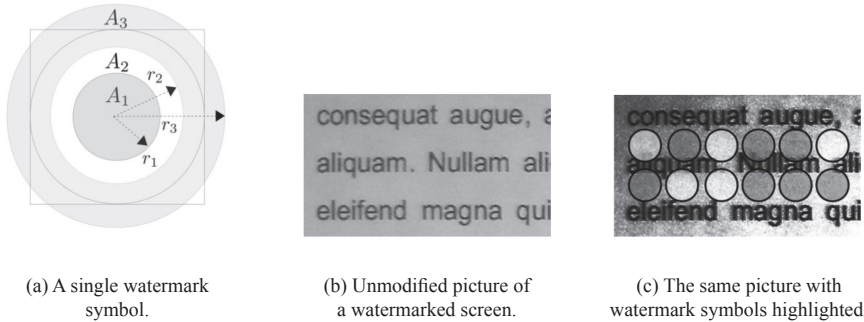 A₃
A₂
r₂
A₁
r₃
r₁
consequat augue, a
aliquam. Nullam ali
eleifend magna qui
consequat augue, a
aliquam. Nullam ali
eleifend magna qui
(a) A single watermark
symbol.
(b) Unmodified picture of
a watermarked screen.
(c) The same picture with
watermark symbols highlighted